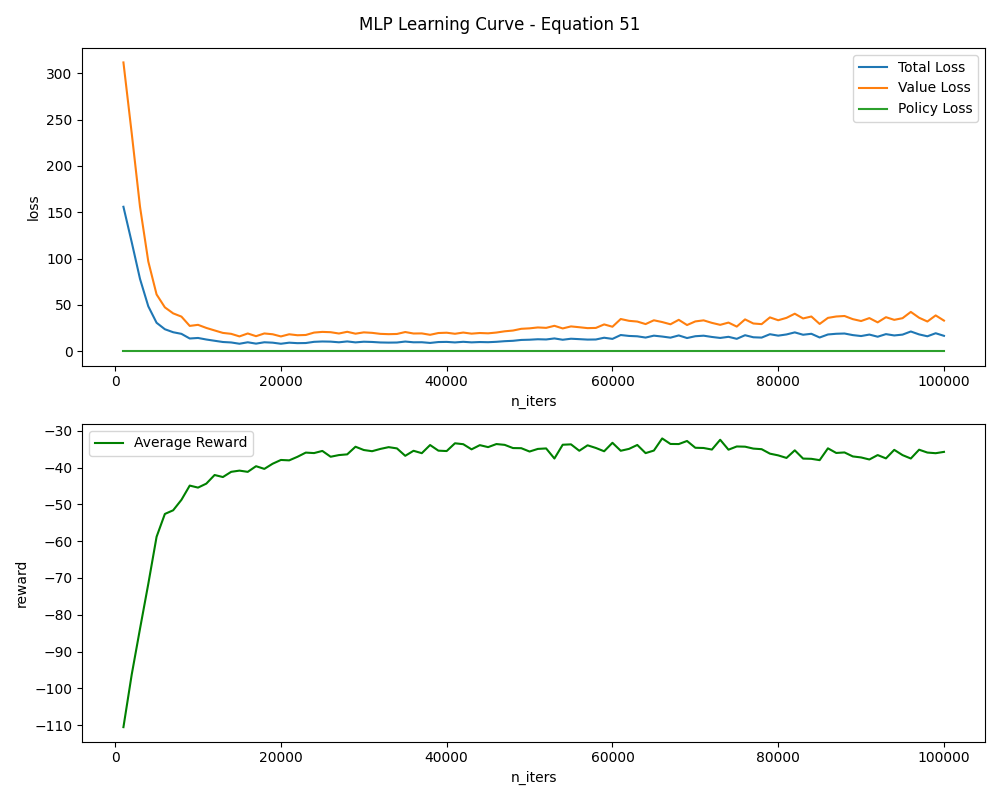 MLP Learning Curve - Equation 51
300
250
200
150
100
50
0
loss
Total Loss
Value Loss
Policy Loss
0 20000 40000 60000 80000 100000
n_iters
−30
−40
−50
−60
−70
−80
−90
−100
−110
reward
Average Reward
0 20000 40000 60000 80000 100000
n_iters